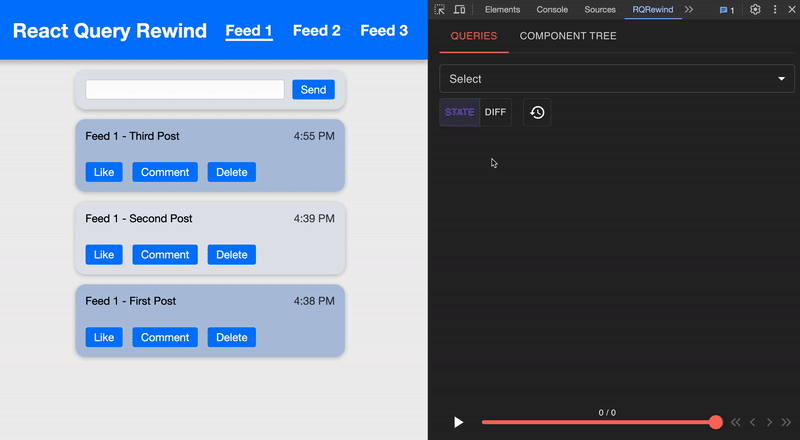 React Query Rewind Feed 1 Feed 2 Feed 3
Send
Feed 1 - Third Post 4:55 PM
Like Comment Delete
Feed 1 - Second Post 4:39 PM
Like Comment Delete
Feed 1 - First Post 4:38 PM
Like Comment Delete
Elements Console Sources RQRewind 1
QUERIES COMPONENT TREE
Select
STATE DIFF
0 / 0